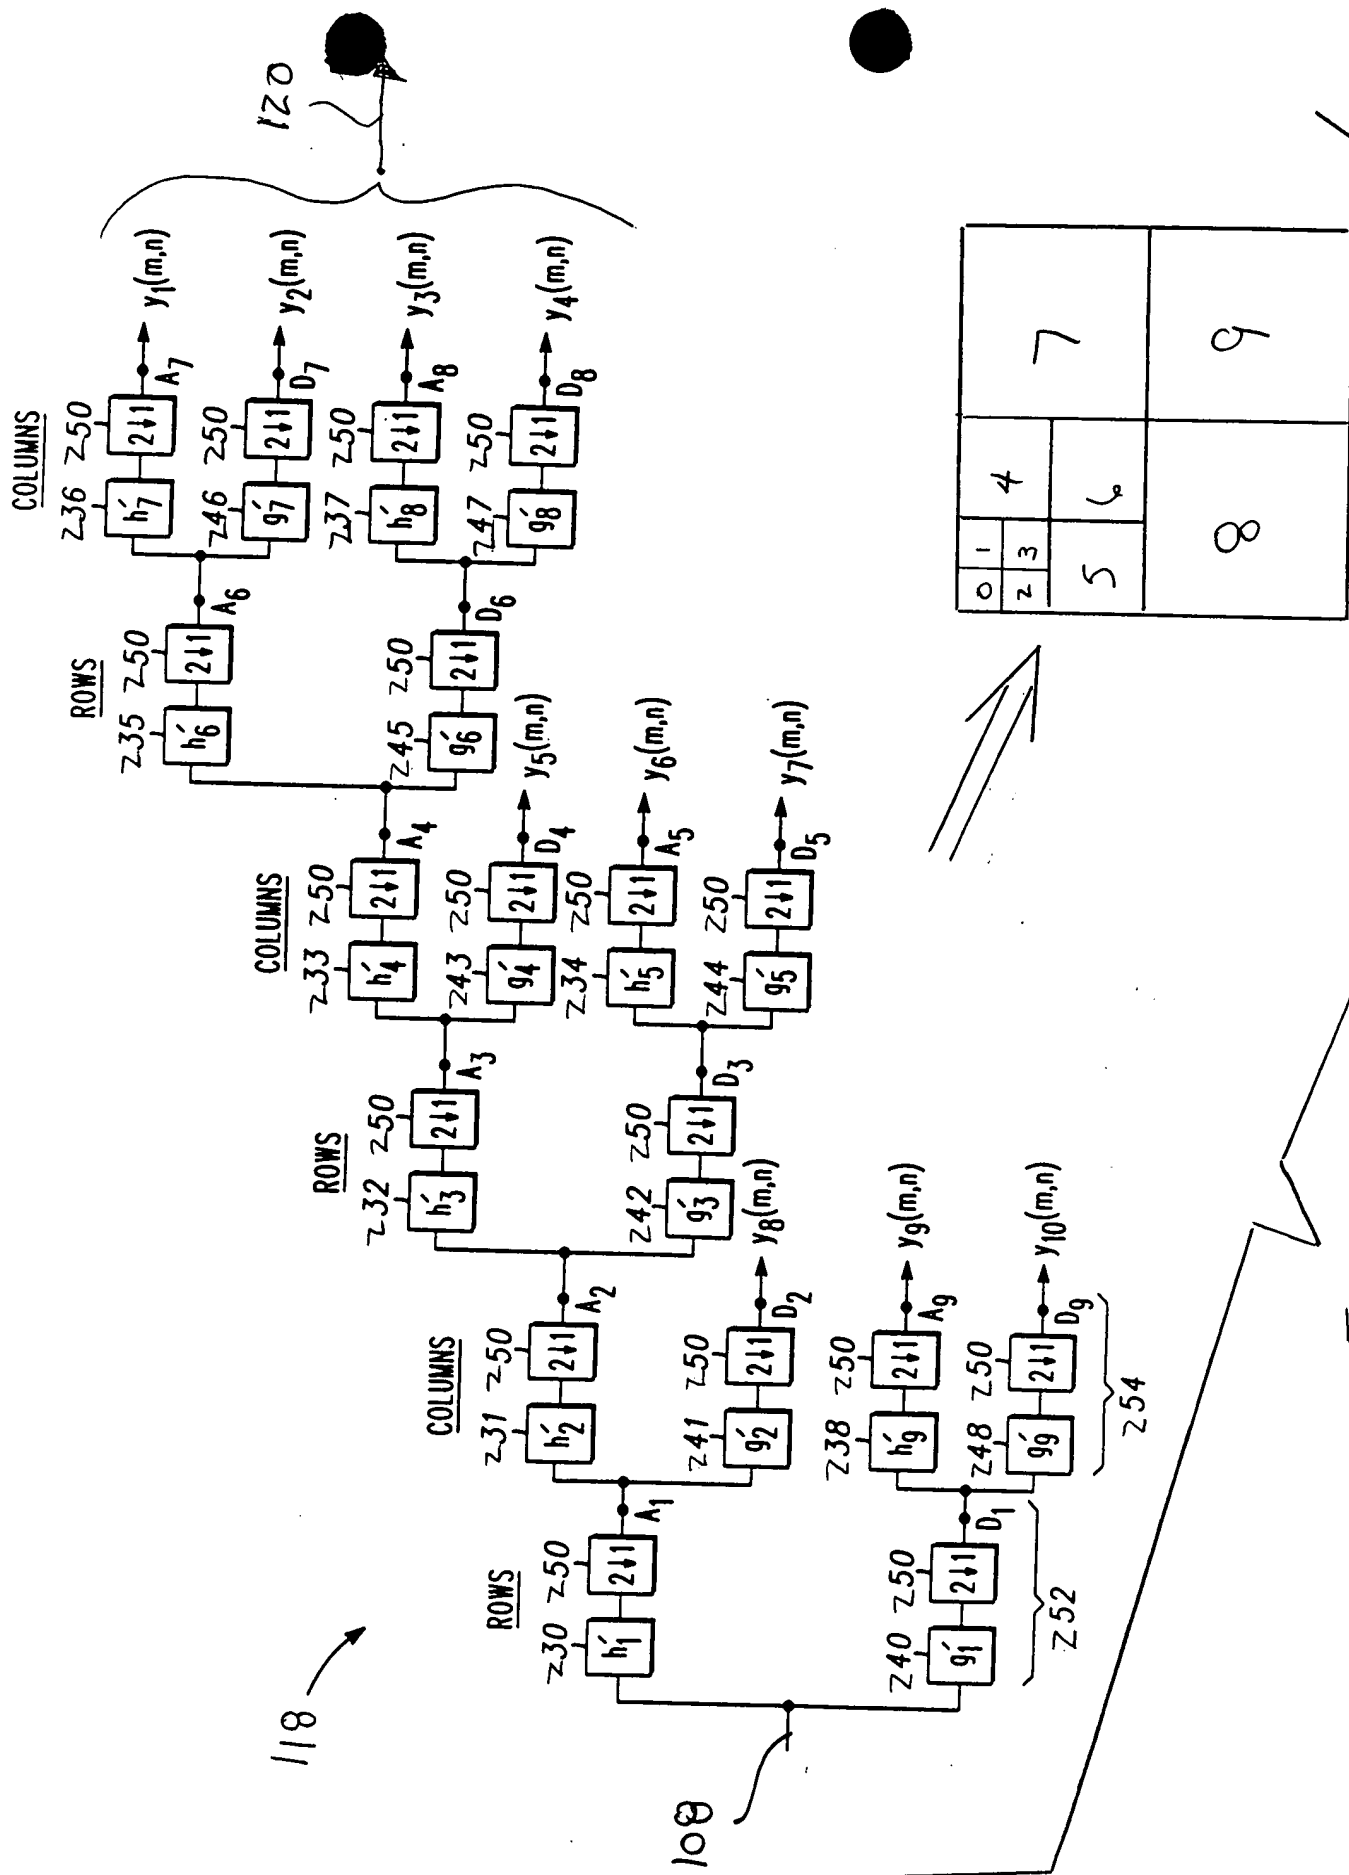 118
108
120
ROWS
COLUMNS
ROWS
COLUMNS
ROWS
COLUMNS
230 250
h′1 2↓1 A1
240 250
g′1 2↓1 D1
252
231 250
h′2 2↓1 A2
241 250
g′2 2↓1 D2 y8(m,n)
238 250
h′9 2↓1 A9 y9(m,n)
248 250
g′9 2↓1 D9 y10(m,n)
254
232 250
h′3 2↓1 A3
242 250
g′3 2↓1 D3
233 250
h′4 2↓1 A4
243 250
g′4 2↓1 D4 y5(m,n)
234 250
h′5 2↓1 A5 y6(m,n)
244 250
g′5 2↓1 D5 y7(m,n)
235 250
h′6 2↓1 A6
245 250
g′6 2↓1 D6
236 250
h′7 2↓1 A7 y1(m,n)
246 250
g′7 2↓1 D7 y2(m,n)
237 250
h′8 2↓1 A8 y3(m,n)
247 250
g′8 2↓1 D8 y4(m,n)
0 1 4 7
2 3
5 6
8 9